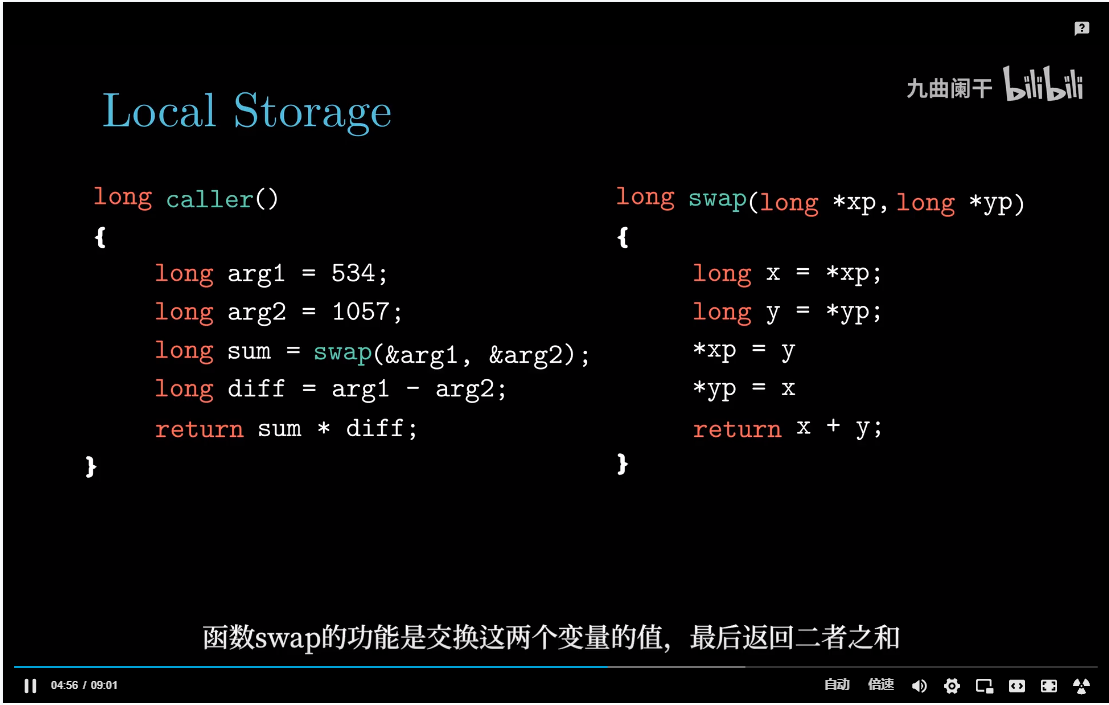 九曲阑干 bilibili
Local Storage
long caller()
{
long arg1 = 534;
long arg2 = 1057;
long sum = swap(&arg1, &arg2);
long diff = arg1 - arg2;
return sum * diff;
}
long swap(long *xp, long *yp)
{
long x = *xp;
long y = *yp;
*xp = y
*yp = x
return x + y;
}
函数swap的功能是交换这两个变量的值，最后返回二者之和
04:56 / 09:01 自动 倍速